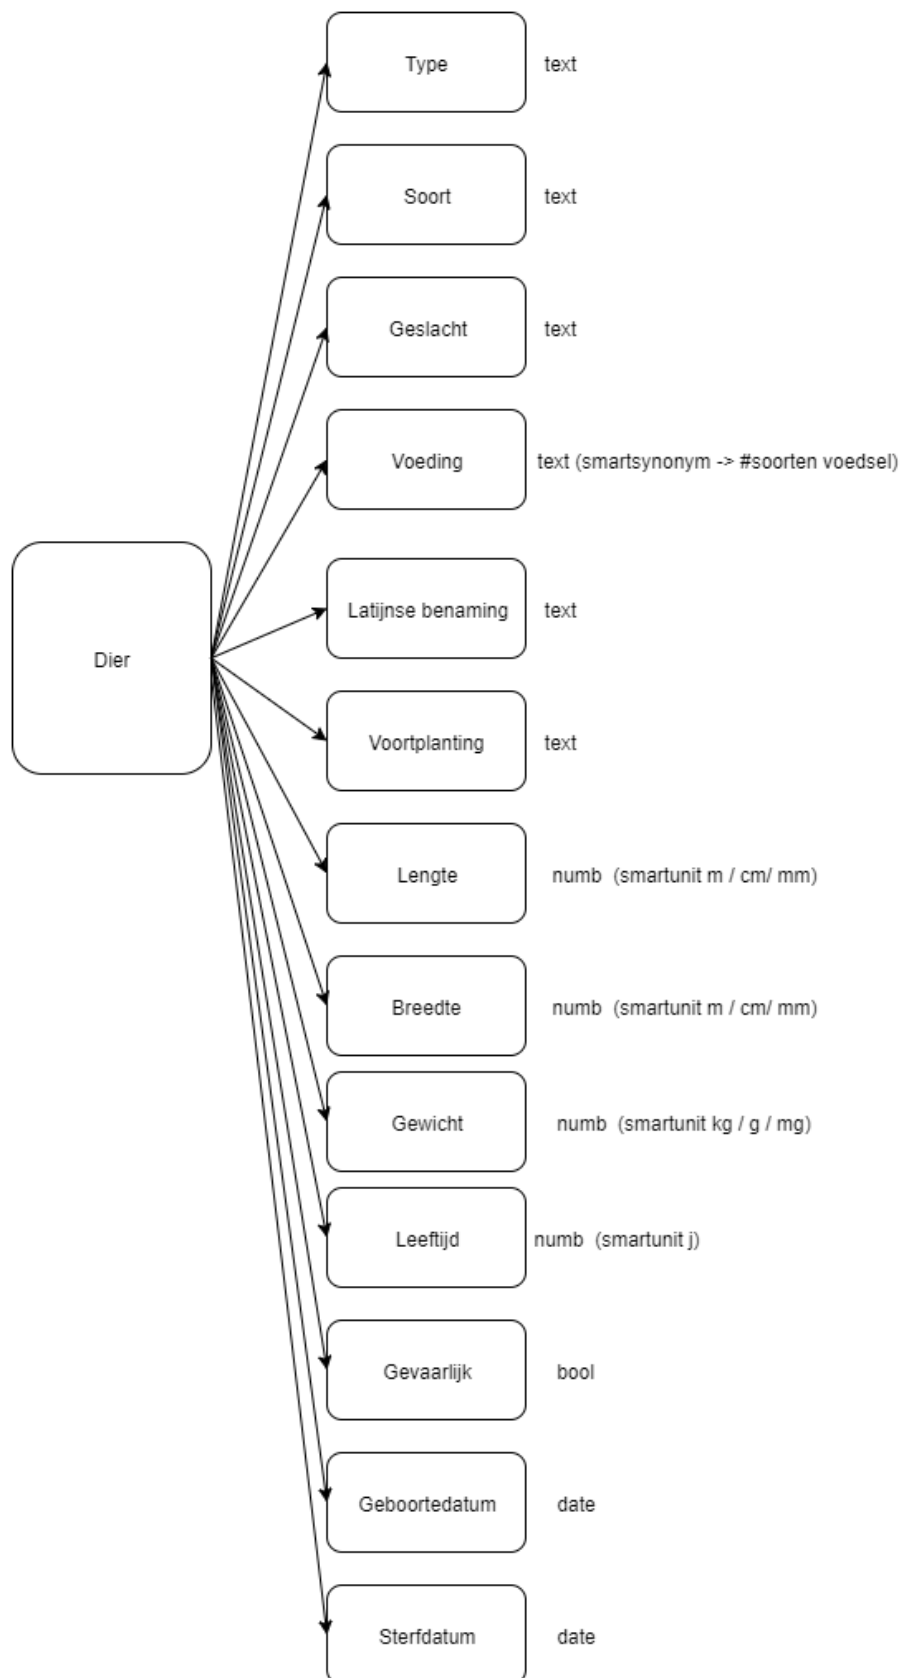 Type text
Soort text
Geslacht text
Voeding text (smartsynonym -> #soorten voedsel)
Latijnse benaming text
Dier
Voortplanting text
Lengte numb (smartunit m / cm/ mm)
Breedte numb (smartunit m / cm/ mm)
Gewicht numb (smartunit kg / g / mg)
Leeftijd numb (smartunit j)
Gevaarlijk bool
Geboortedatum date
Sterfdatum date